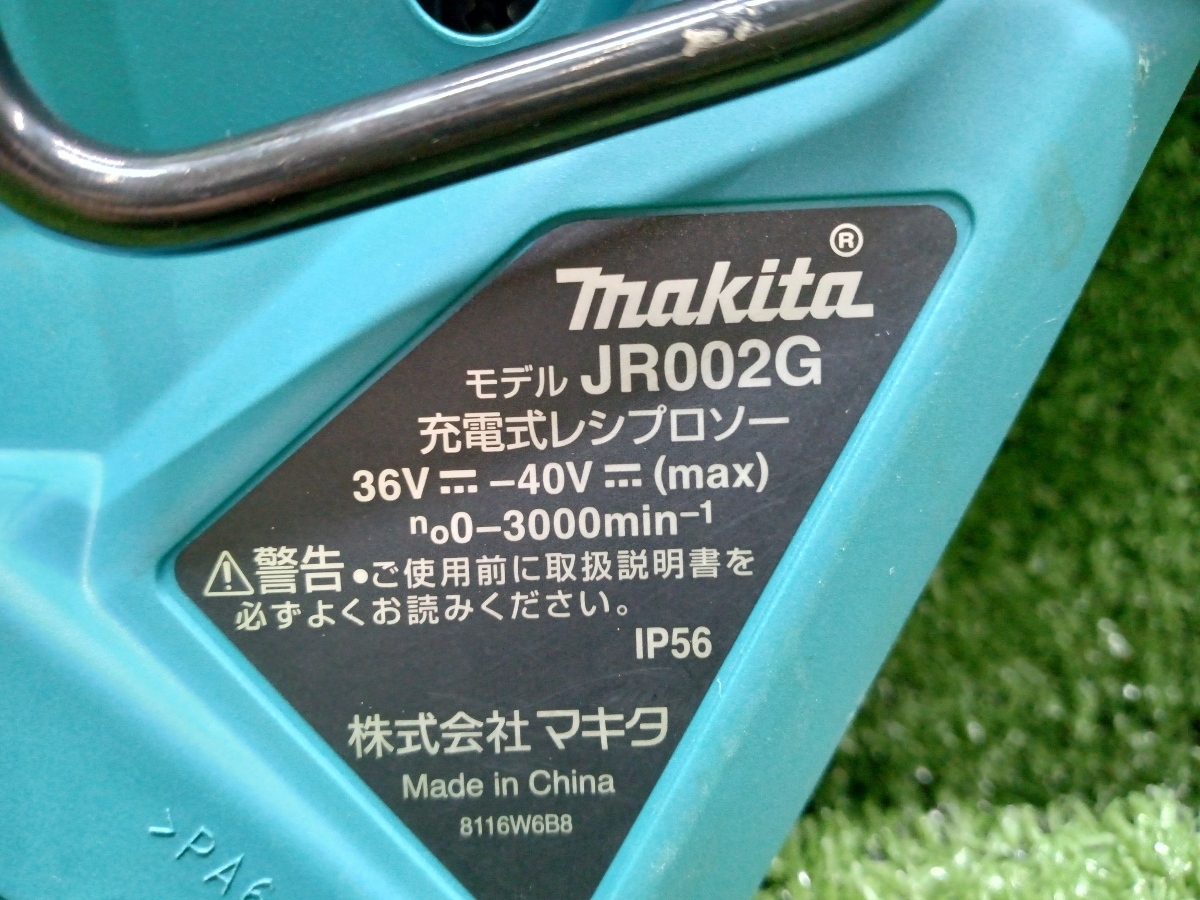 makita®
モデル JR002G
充電式レシプロソー
36V⎓–40V⎓(max)
n₀0–3000min⁻¹
⚠警告 •ご使用前に取扱説明書を
必ずよくお読みください。
IP56
株式会社マキタ
Made in China
8116W6B8
>PA6